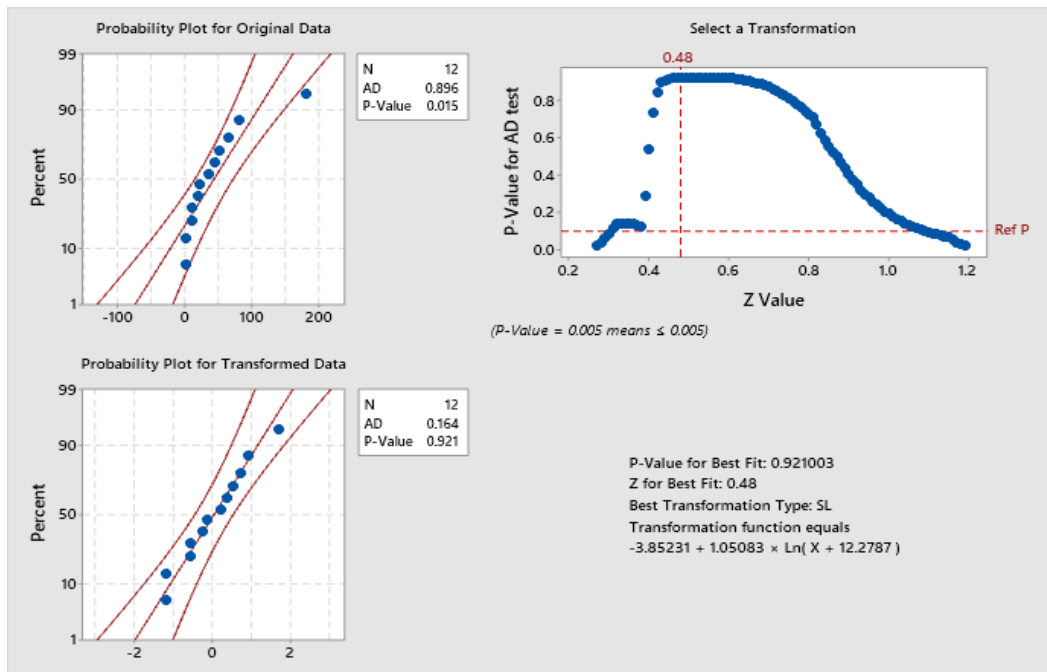 Probability Plot for Original Data
99
90
50
10
1
Percent
-100
0
100
200
N 12
AD 0.896
P-Value 0.015
Select a Transformation
0.48
0.8
0.6
0.4
0.2
0.0
P-Value for AD test
Ref P
0.2
0.4
0.6
0.8
1.0
1.2
Z Value
(P-Value = 0.005 means ≤ 0.005)
Probability Plot for Transformed Data
99
90
50
10
1
Percent
-2
0
2
N 12
AD 0.164
P-Value 0.921
P-Value for Best Fit: 0.921003
Z for Best Fit: 0.48
Best Transformation Type: SL
Transformation function equals
-3.85231 + 1.05083 × Ln( X + 12.2787 )